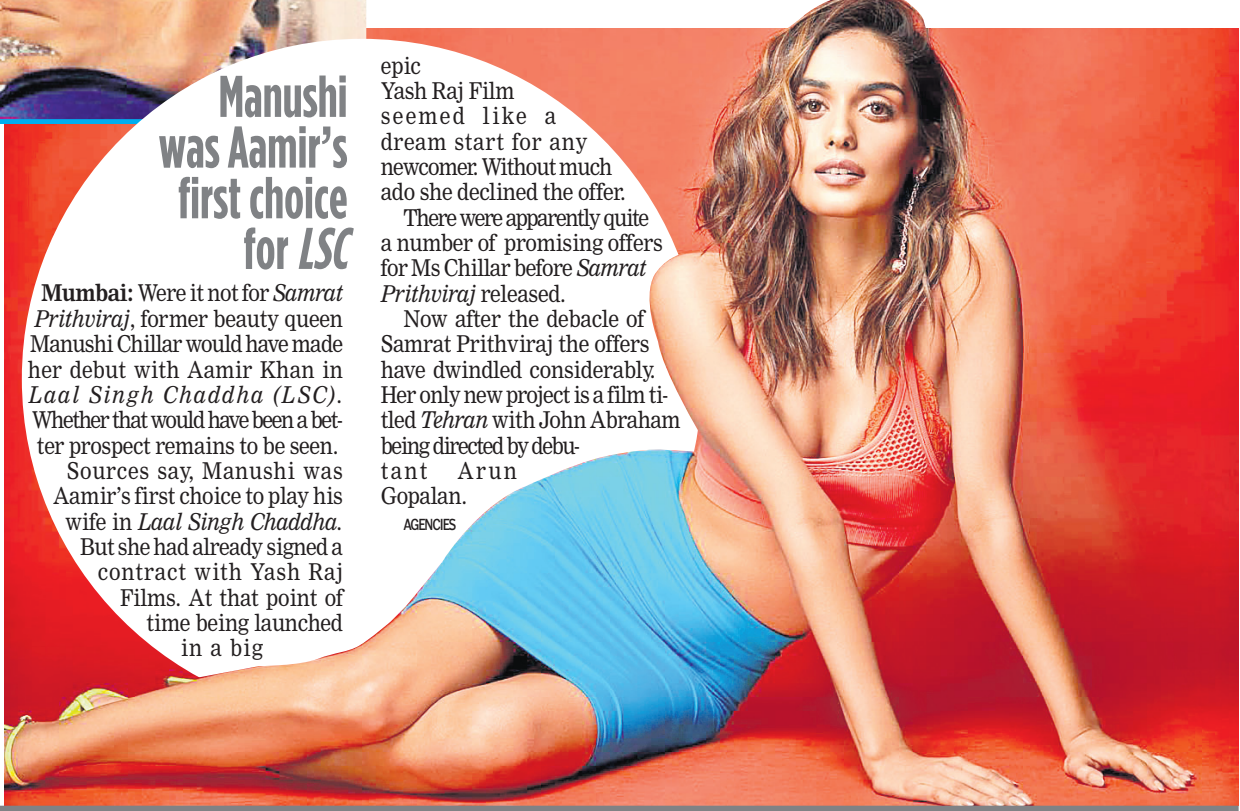 Manushi
was Aamir's
first choice
for LSC
Mumbai: Were it not for Samrat
Prithviraj, former beauty queen
Manushi Chillar would have made
her debut with Aamir Khan in
Laal Singh Chaddha (LSC).
Whether that would have been a bet-
ter prospect remains to be seen.
Sources say, Manushi was
Aamir's first choice to play his
wife in Laal Singh Chaddha.
But she had already signed a
contract with Yash Raj
Films. At that point of
time being launched
in a big
epic
Yash Raj Film
seemed like a
dream start for any
newcomer. Without much
ado she declined the offer.
There were apparently quite
a number of promising offers
for Ms Chillar before Samrat
Prithviraj released.
Now after the debacle of
Samrat Prithviraj the offers
have dwindled considerably.
Her only new project is a film ti-
tled Tehran with John Abraham
being directed by debu-
tant Arun
Gopalan.
AGENCIES